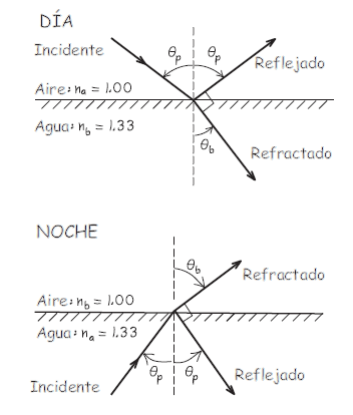 DÍA
Incidente
θp θp
Reflejado
Aire: na = 1.00
Agua: nb = 1.33
θb
Refractado
NOCHE
θb
Refractado
Aire: nb = 1.00
Agua: na = 1.33
θp θp
Reflejado
Incidente